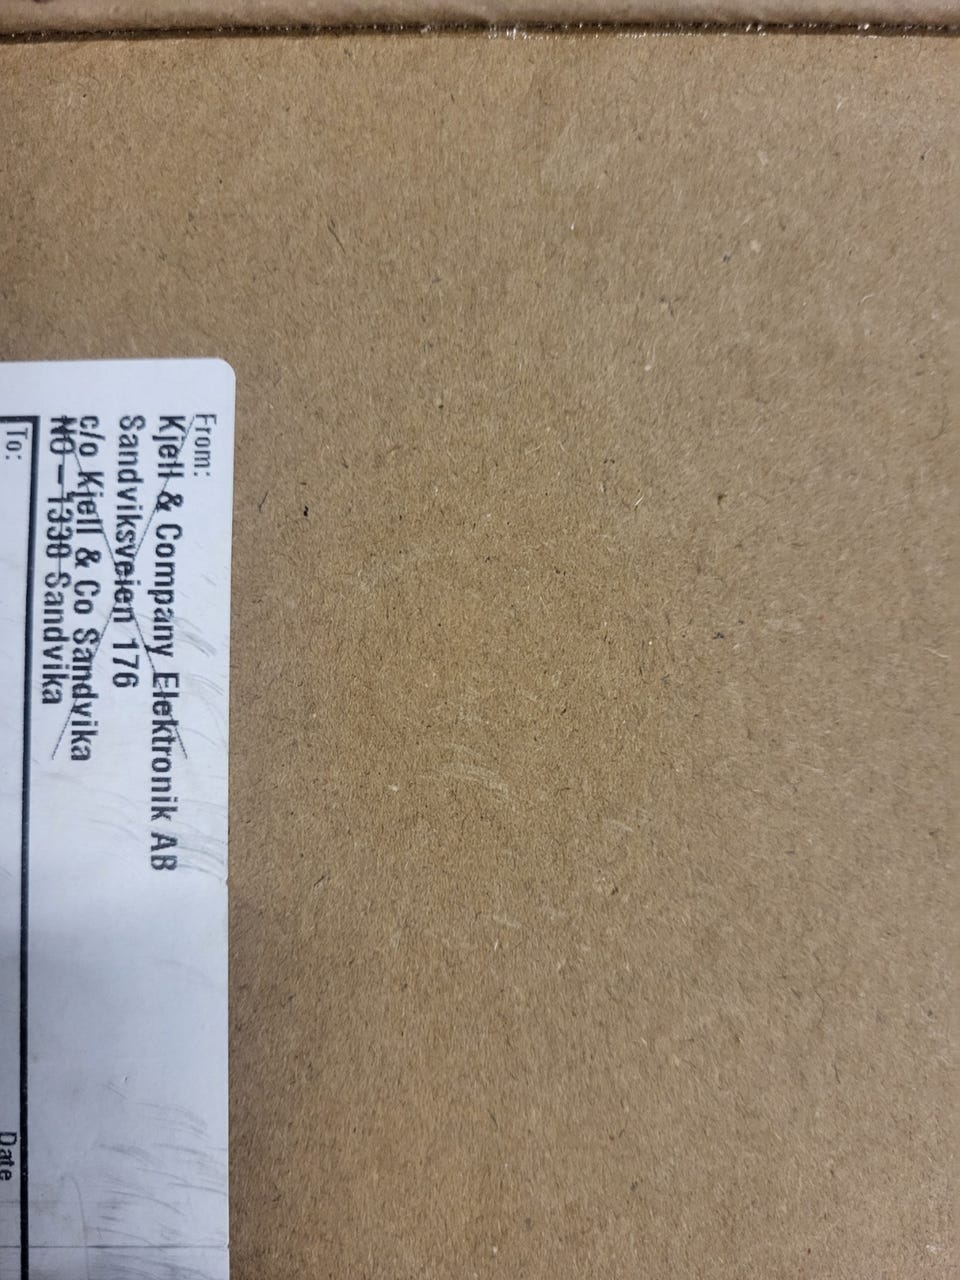 From:
Kjell & Company Elektronik AB
Sandviksveien 176
c/o Kjell & Co Sandvika
NO - 1338 Sandvika
To:
Date